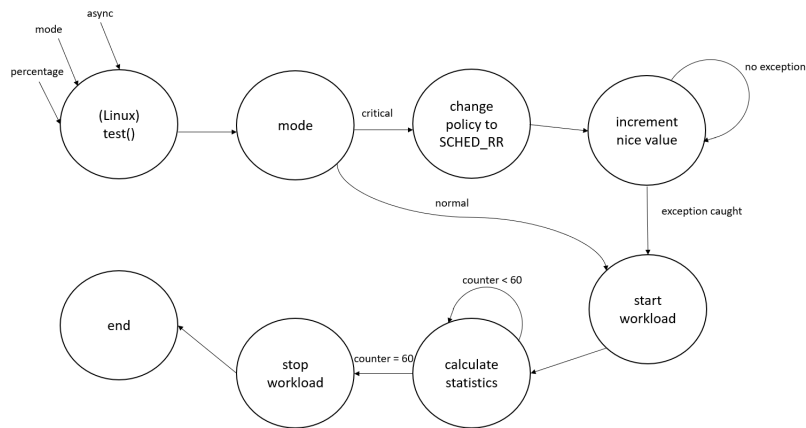 async
mode
percentage
(Linux)
test()
mode
critical
change
policy to
SCHED_RR
increment
nice value
no exception
normal
exception caught
start
workload
counter < 60
calculate
statistics
counter = 60
stop
workload
end